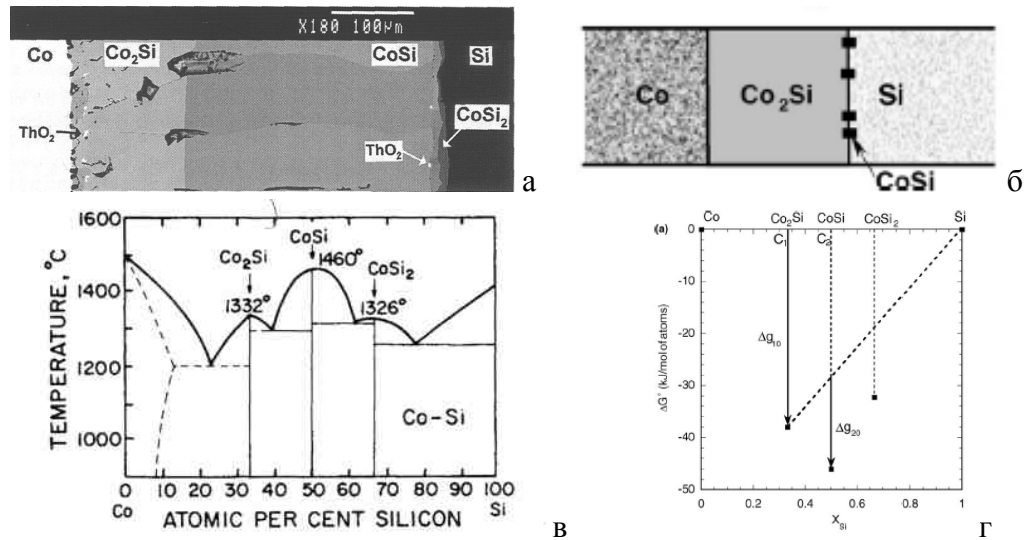 X180 100µm
Co Co₂Si CoSi Si
CoSi₂
ThO₂ ThO₂
а
Co Co₂Si Si
CoSi
б
TEMPERATURE, °C
1600
1400
1200
1000
CoSi
Co₂Si 1460° CoSi₂
1332° 1326°
Co-Si
0 10 20 30 40 50 60 70 80 90 100
Co Si
ATOMIC PER CENT SILICON
в
(a) Co Co₂Si CoSi CoSi₂ Si
C₁ C₂
ΔG° (kJ/mol of atoms)
0
-10
-20
-30
-40
-50
Δg₁₀
Δg₂₀
0 0.2 0.4 0.6 0.8 1
X_Si
г